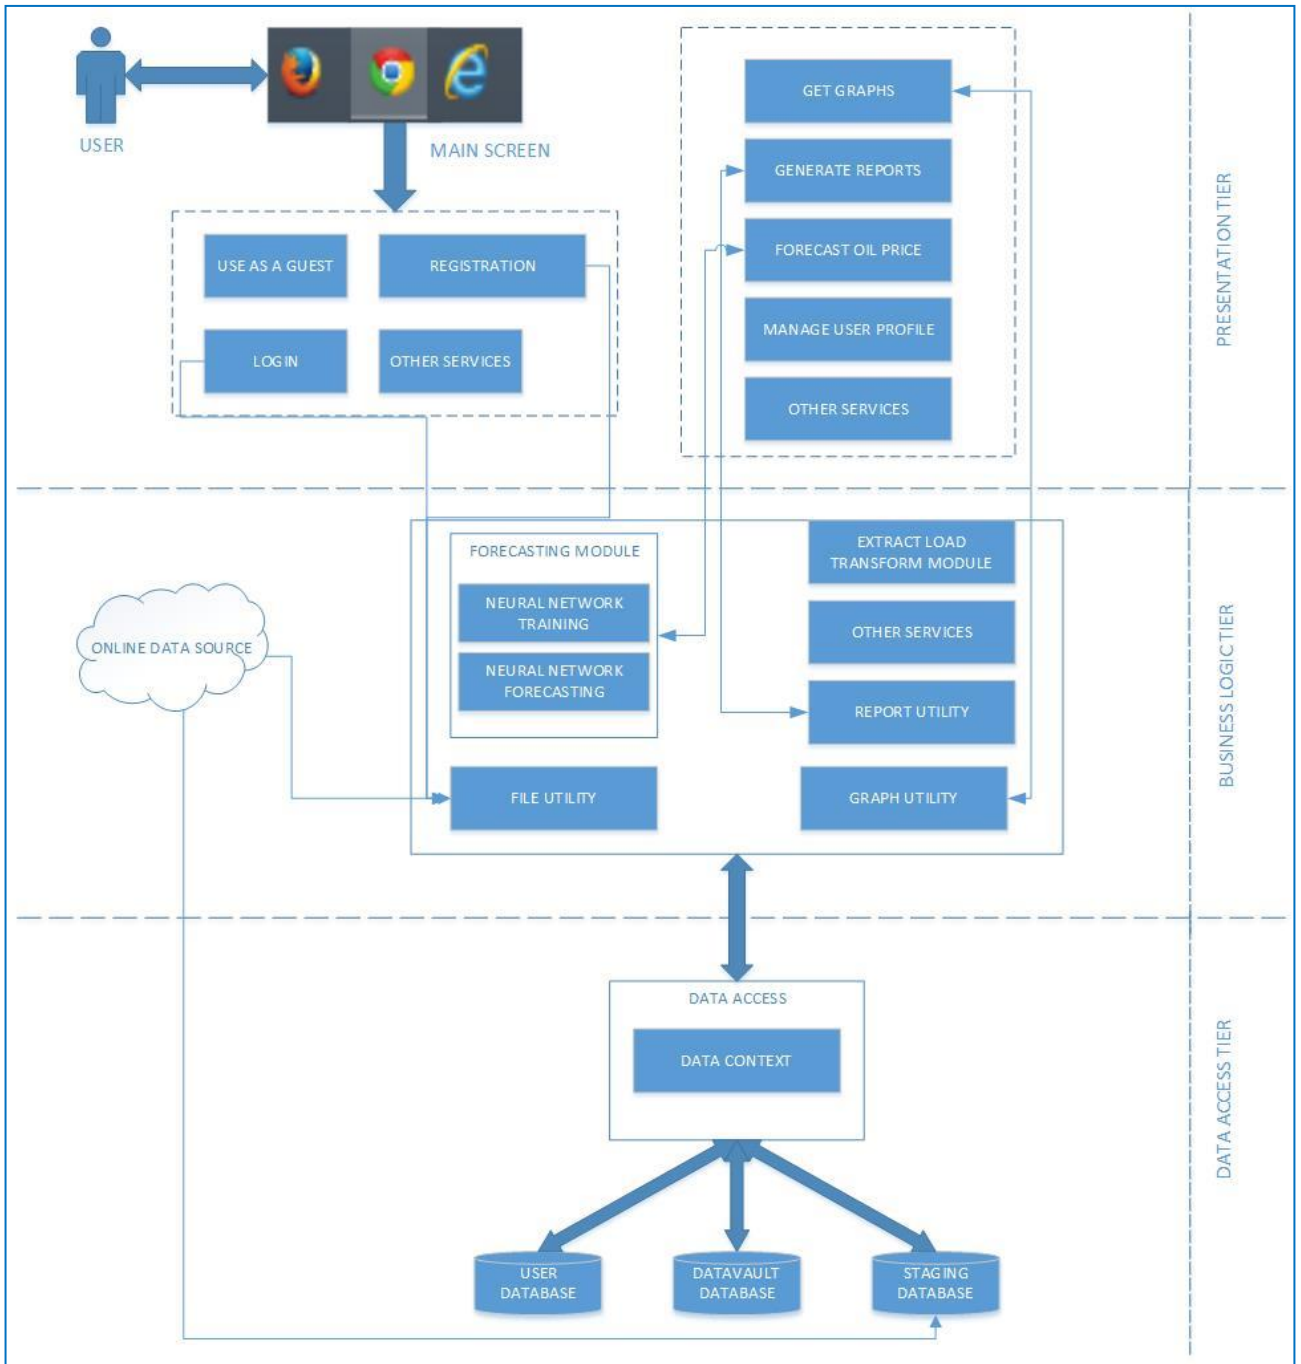 USER
MAIN SCREEN
USE AS A GUEST
REGISTRATION
LOGIN
OTHER SERVICES
GET GRAPHS
GENERATE REPORTS
FORECAST OIL PRICE
MANAGE USER PROFILE
OTHER SERVICES
PRESENTATION TIER
ONLINE DATA SOURCE
FORECASTING MODULE
NEURAL NETWORK
TRAINING
NEURAL NETWORK
FORECASTING
FILE UTILITY
EXTRACT LOAD
TRANSFORM MODULE
OTHER SERVICES
REPORT UTILITY
GRAPH UTILITY
BUSINESS LOGIC TIER
DATA ACCESS
DATA CONTEXT
USER
DATABASE
DATAVAULT
DATABASE
STAGING
DATABASE
DATA ACCESS TIER